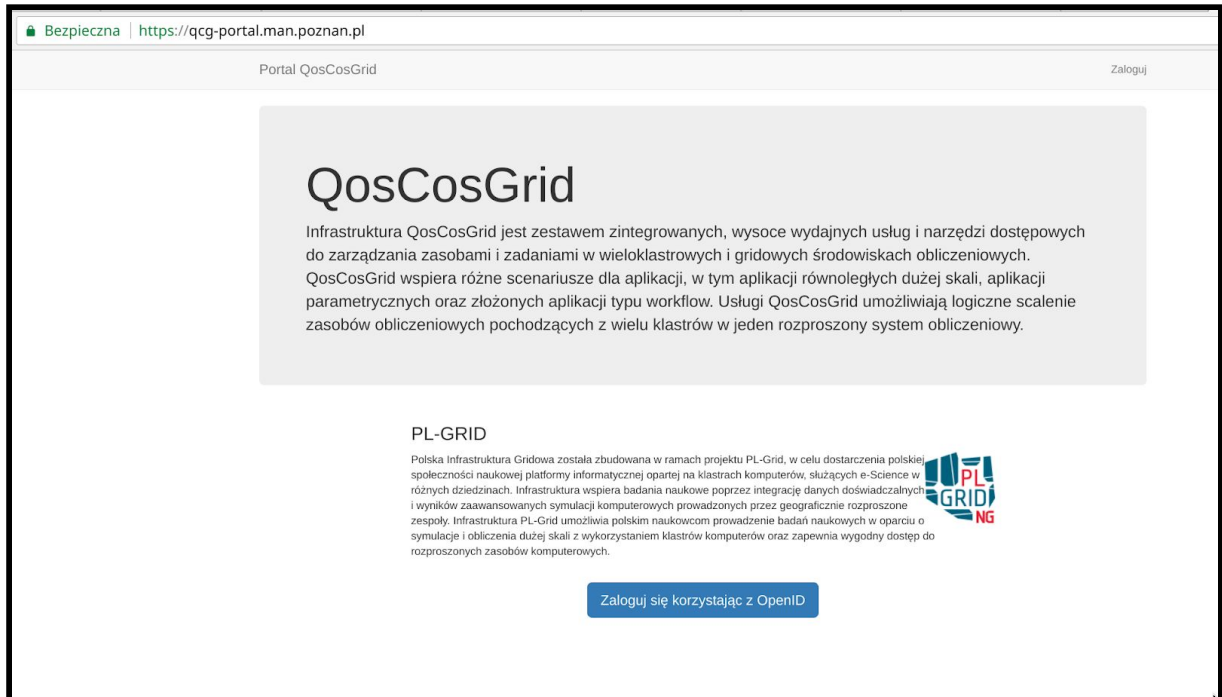 Bezpieczna https://qcg-portal.man.poznan.pl
Portal QosCosGrid
Zaloguj
QosCosGrid
Infrastruktura QosCosGrid jest zestawem zintegrowanych, wysoce wydajnych usług i narzędzi dostępowych
do zarządzania zasobami i zadaniami w wieloklastrowych i gridowych środowiskach obliczeniowych.
QosCosGrid wspiera różne scenariusze dla aplikacji, w tym aplikacji równoległych dużej skali, aplikacji
parametrycznych oraz złożonych aplikacji typu workflow. Usługi QosCosGrid umożliwiają logiczne scalenie
zasobów obliczeniowych pochodzących z wielu klastrów w jeden rozproszony system obliczeniowy.
PL-GRID
Polska Infrastruktura Gridowa została zbudowana w ramach projektu PL-Grid, w celu dostarczenia polskiej
społeczności naukowej platformy informatycznej opartej na klastrach komputerów, służących e-Science w
różnych dziedzinach. Infrastruktura wspiera badania naukowe poprzez integrację danych doświadczalnych
i wyników zaawansowanych symulacji komputerowych prowadzonych przez geograficznie rozproszone
zespoły. Infrastruktura PL-Grid umożliwia polskim naukowcom prowadzenie badań naukowych w oparciu o
symulacje i obliczenia dużej skali z wykorzystaniem klastrów komputerów oraz zapewnia wygodny dostęp do
rozproszonych zasobów komputerowych.
PL
GRID
NG
Zaloguj się korzystając z OpenID